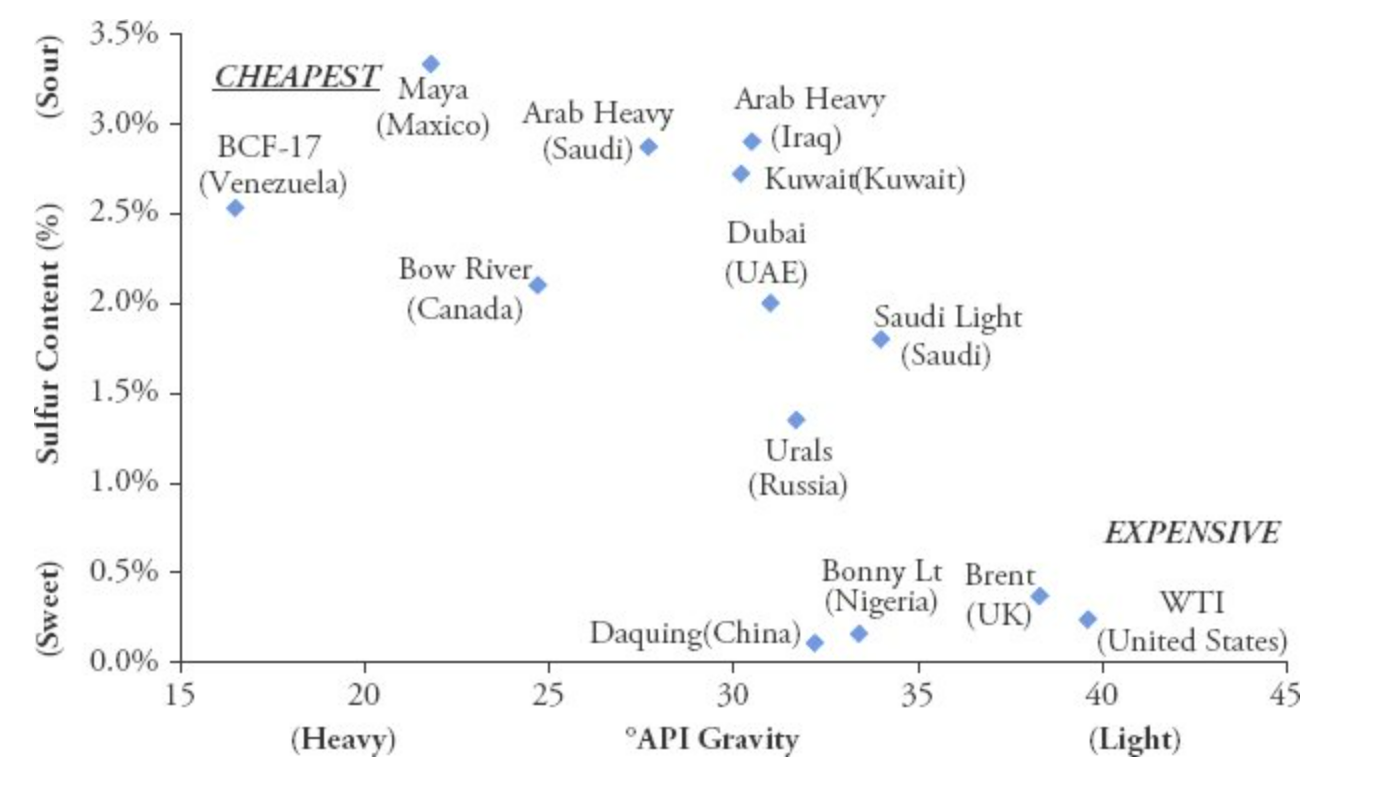 3.5%
(Sour)
CHEAPEST
Maya
(Maxico)
Arab Heavy
(Saudi)
Arab Heavy
(Iraq)
3.0%
BCF-17
(Venezuela)
Kuwait(Kuwait)
2.5%
Sulfur Content (%)
Dubai
(UAE)
Bow River
(Canada)
2.0%
Saudi Light
(Saudi)
1.5%
Urals
(Russia)
1.0%
EXPENSIVE
0.5%
(Sweet)
Bonny Lt
(Nigeria)
Brent
(UK)
WTI
(United States)
Daquing(China)
0.0%
15 20 25 30 35 40 45
(Heavy) °API Gravity (Light)